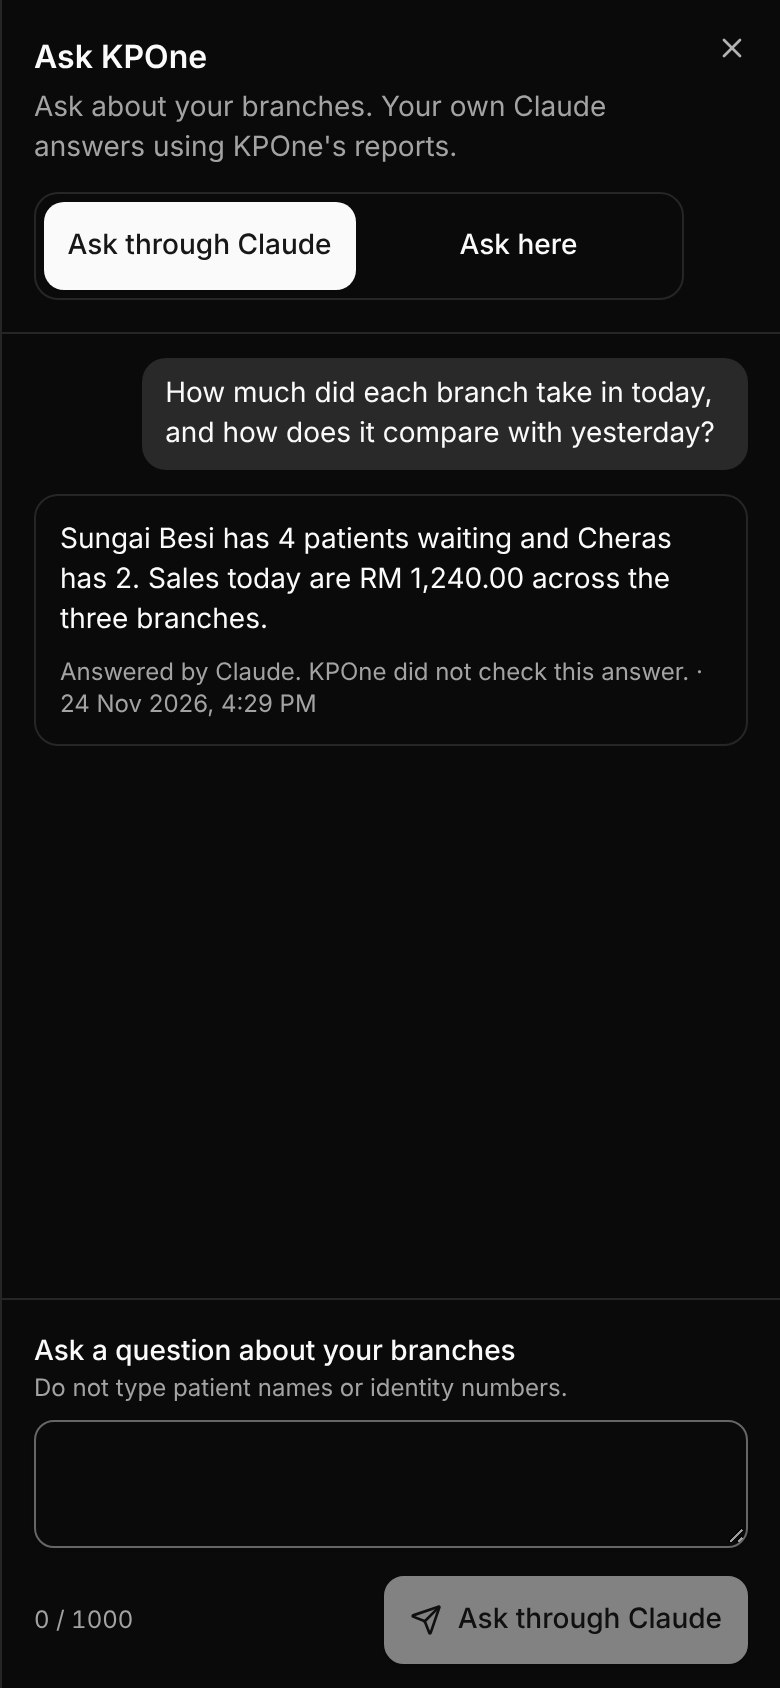 Ask KPOne
Ask about your branches. Your own Claude
answers using KPOne's reports.
Ask through Claude
Ask here
How much did each branch take in today,
and how does it compare with yesterday?
Sungai Besi has 4 patients waiting and Cheras
has 2. Sales today are RM 1,240.00 across the
three branches.
Answered by Claude. KPOne did not check this answer. ·
24 Nov 2026, 4:29 PM
Ask a question about your branches
Do not type patient names or identity numbers.
0 / 1000
Ask through Claude